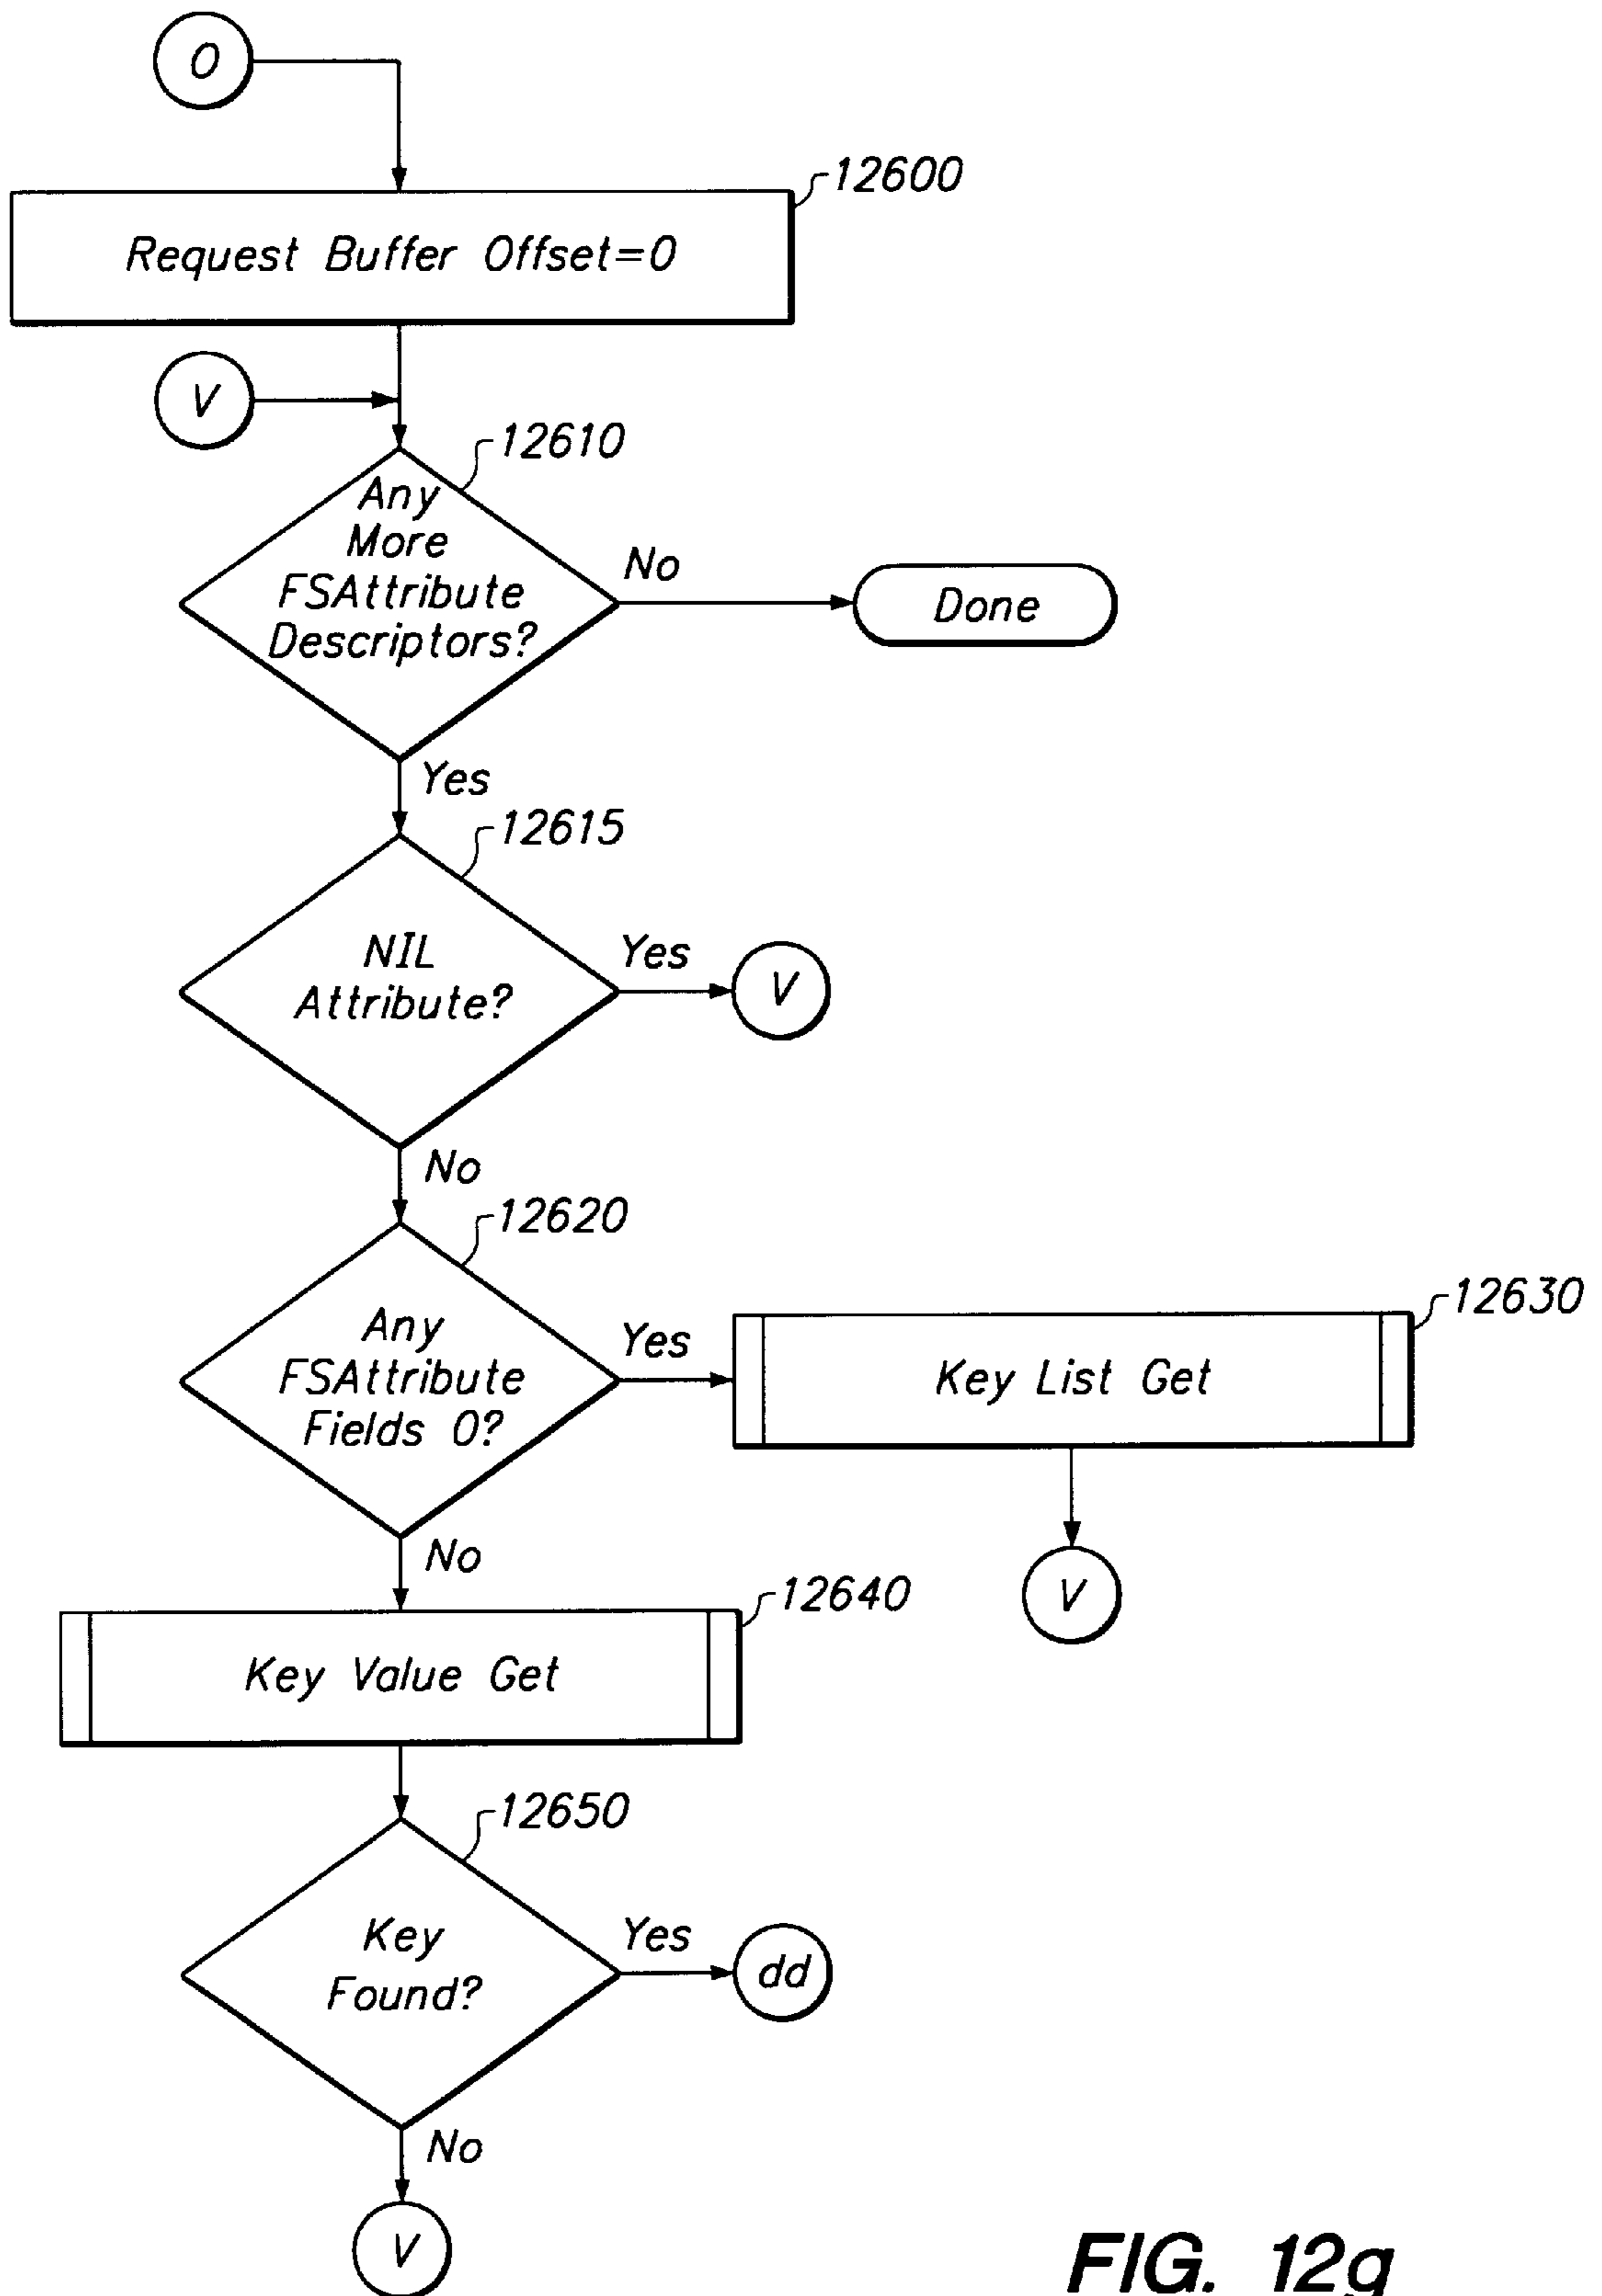 O
12600
Request Buffer Offset=0
V
12610
Any
More
FSAttribute
Descriptors?
No
Done
Yes
12615
NIL
Attribute?
Yes
V
No
12620
Any
FSAttribute
Fields 0?
Yes
12630
Key List Get
No
V
12640
Key Value Get
12650
Key
Found?
Yes
dd
No
V
FIG. 12g